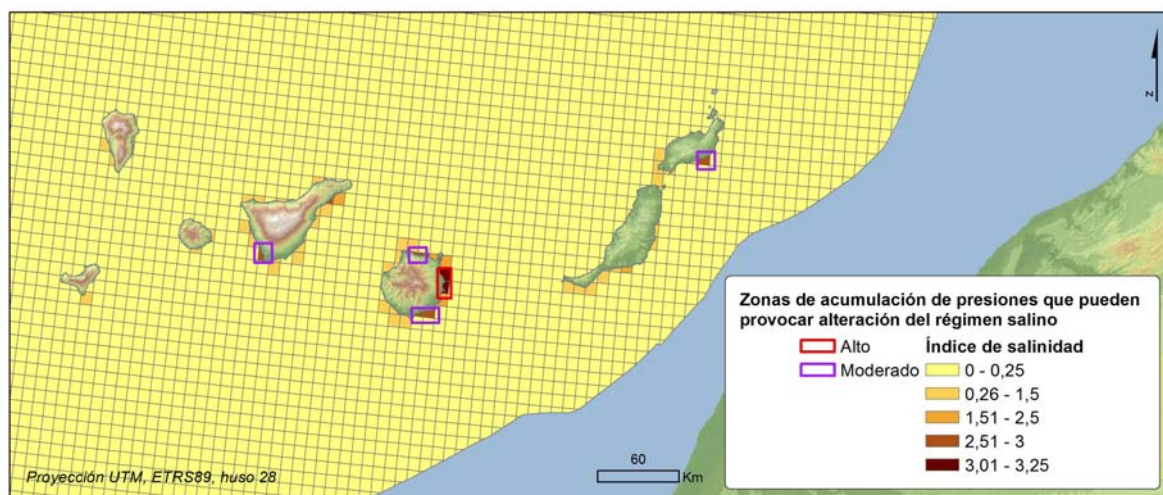 N
Zonas de acumulación de presiones que pueden
provocar alteración del régimen salino
Alto
Moderado
Índice de salinidad
0 - 0,25
0,26 - 1,5
1,51 - 2,5
2,51 - 3
3,01 - 3,25
60
Km
Proyección UTM, ETRS89, huso 28